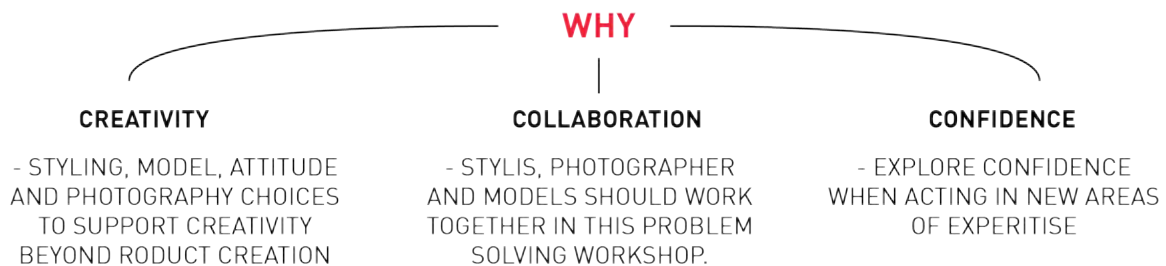 WHY
CREATIVITY
- STYLING, MODEL, ATTITUDE
AND PHOTOGRAPHY CHOICES
TO SUPPORT CREATIVITY
BEYOND RODUCT CREATION
COLLABORATION
- STYLIS, PHOTOGRAPHER
AND MODELS SHOULD WORK
TOGETHER IN THIS PROBLEM
SOLVING WORKSHOP.
CONFIDENCE
- EXPLORE CONFIDENCE
WHEN ACTING IN NEW AREAS
OF EXPERITISE